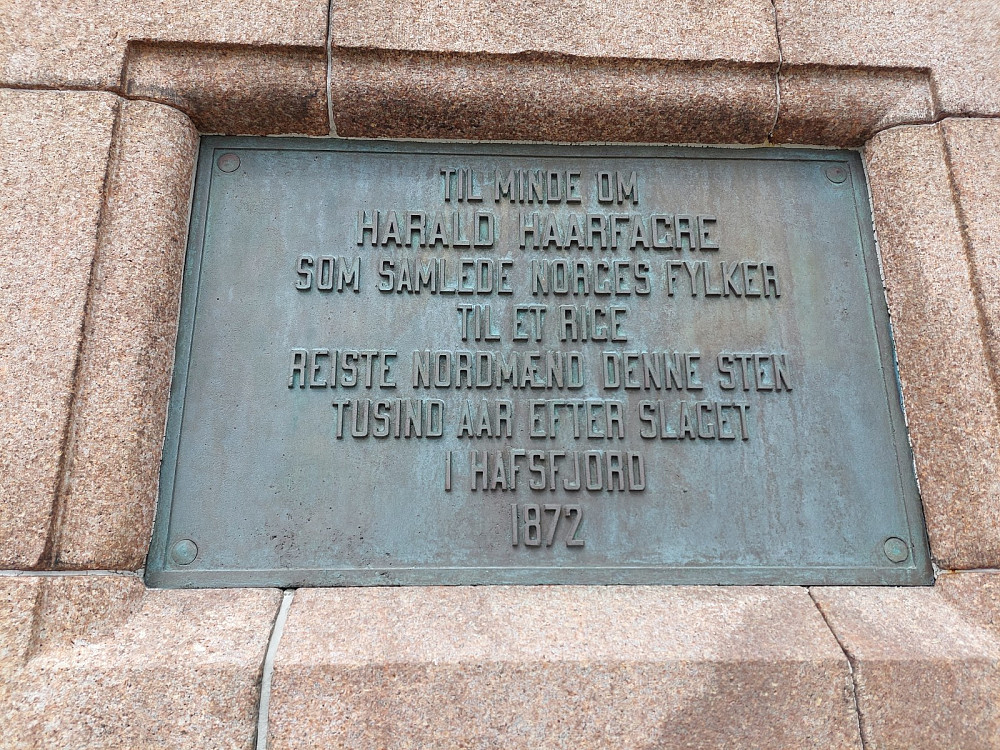 TIL MINDE OM
HARALD HAARFAGRE
SOM SAMLEDE NORGES FYLKER
TIL ET RIGE
REISTE NORDMÆND DENNE STEN
TUSIND AAR EFTER SLAGET
I HAFSFJORD
1872